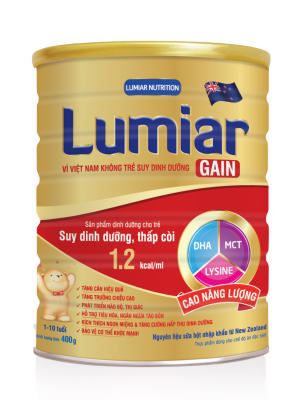 LUMIAR NUTRITION
Lumiar
VÌ VIỆT NAM KHÔNG TRẺ SUY DINH DƯỠNG
GAIN
Sản phẩm dinh dưỡng cho trẻ
Suy dinh dưỡng, thấp còi
1.2 kcal/ml
DHA
MCT
LYSINE
CAO NĂNG LƯỢNG
TĂNG CÂN HIỆU QUẢ
TĂNG TRƯỞNG CHIỀU CAO
PHÁT TRIỂN NÃO BỘ, THỊ GIÁC
HỖ TRỢ TIÊU HÓA, NGĂN NGỪA TÁO BÓN
KÍCH THÍCH NGON MIỆNG & TĂNG CƯỜNG HẤP THU DINH DƯỠNG
BẢO VỆ CƠ THỂ KHỎE MẠNH
1-10 tuổi
400g
Nguyên liệu sữa bột nhập khẩu từ New Zealand